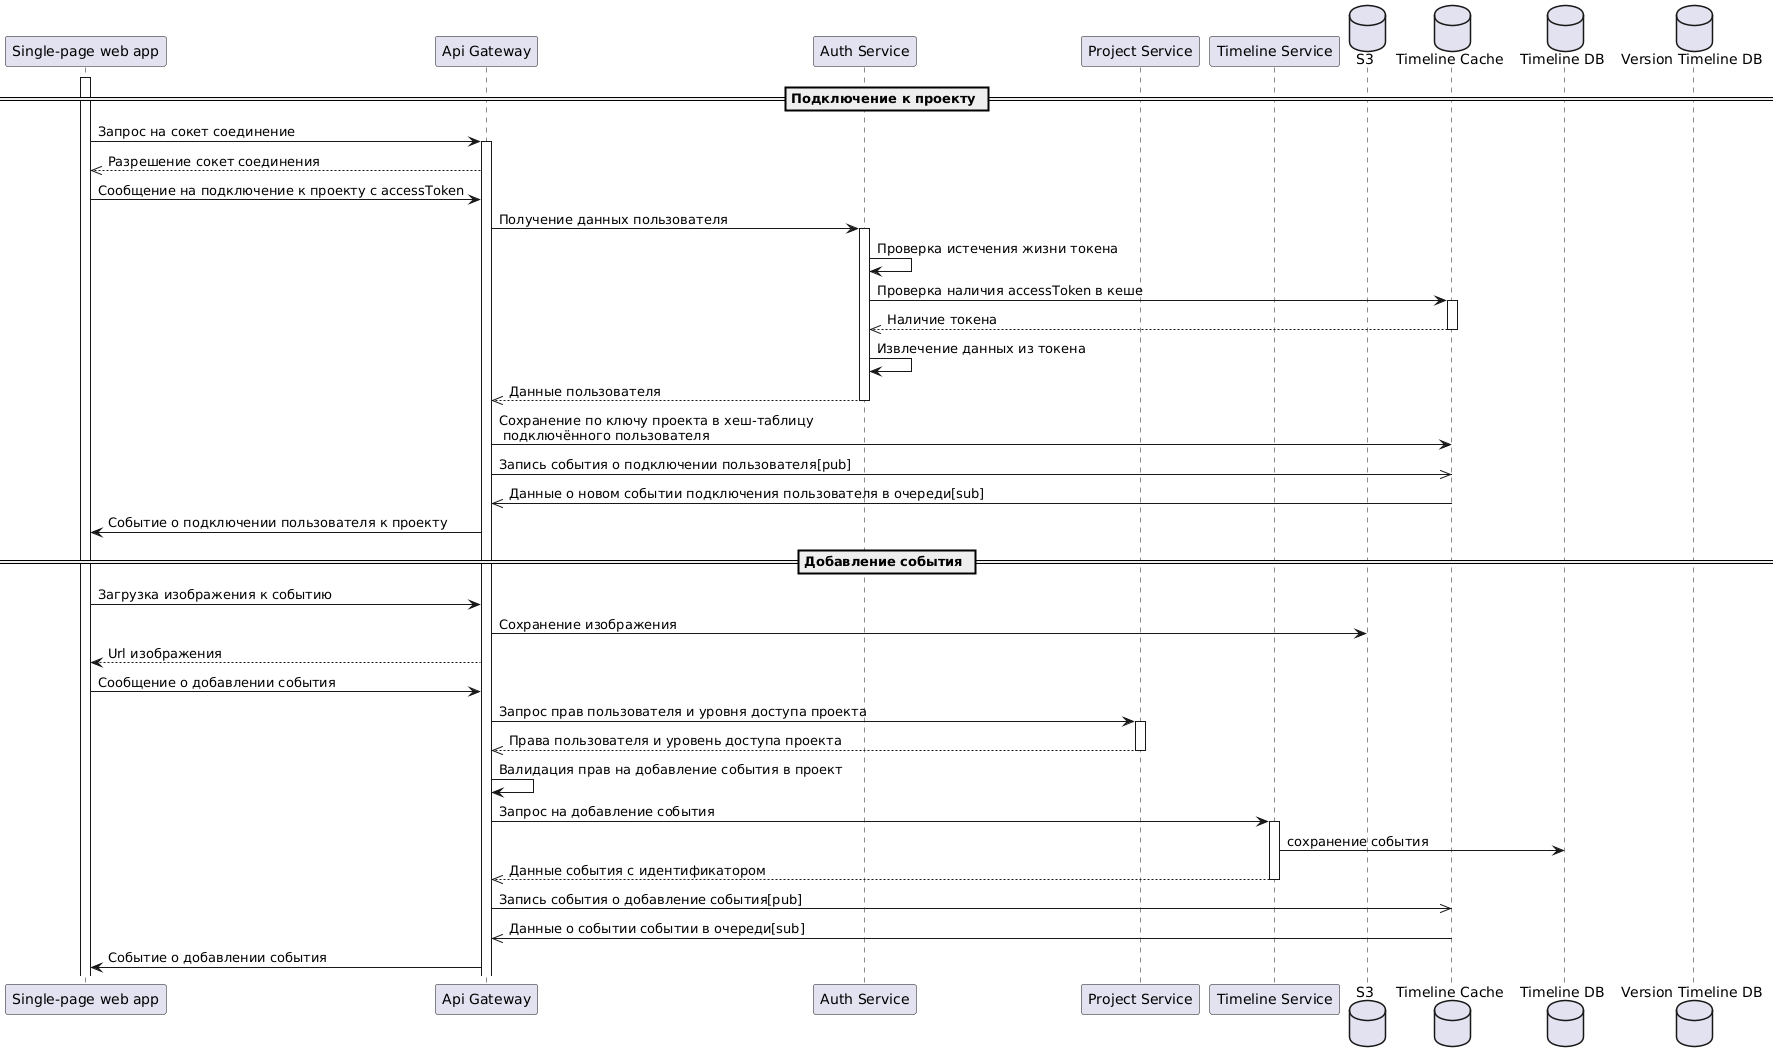 Single-page web app
Api Gateway
Auth Service
Project Service
Timeline Service
S3
Timeline Cache
Timeline DB
Version Timeline DB
Подключение к проекту
Запрос на сокет соединение
Разрешение сокет соединения
Сообщение на подключение к проекту с accessToken
Получение данных пользователя
Проверка истечения жизни токена
Проверка наличия accessToken в кеше
Наличие токена
Извлечение данных из токена
Данные пользователя
Сохранение по ключу проекта в хеш-таблицу
подключённого пользователя
Запись события о подключении пользователя[pub]
Данные о новом событии подключения пользователя в очереди[sub]
Событие о подключении пользователя к проекту
Добавление события
Загрузка изображения к событию
Сохранение изображения
Url изображения
Сообщение о добавлении события
Запрос прав пользователя и уровня доступа проекта
Права пользователя и уровень доступа проекта
Валидация прав на добавление события в проект
Запрос на добавление события
сохранение события
Данные события с идентификатором
Запись события о добавление события[pub]
Данные о событии событии в очереди[sub]
Событие о добавлении события
Single-page web app
Api Gateway
Auth Service
Project Service
Timeline Service
S3
Timeline Cache
Timeline DB
Version Timeline DB